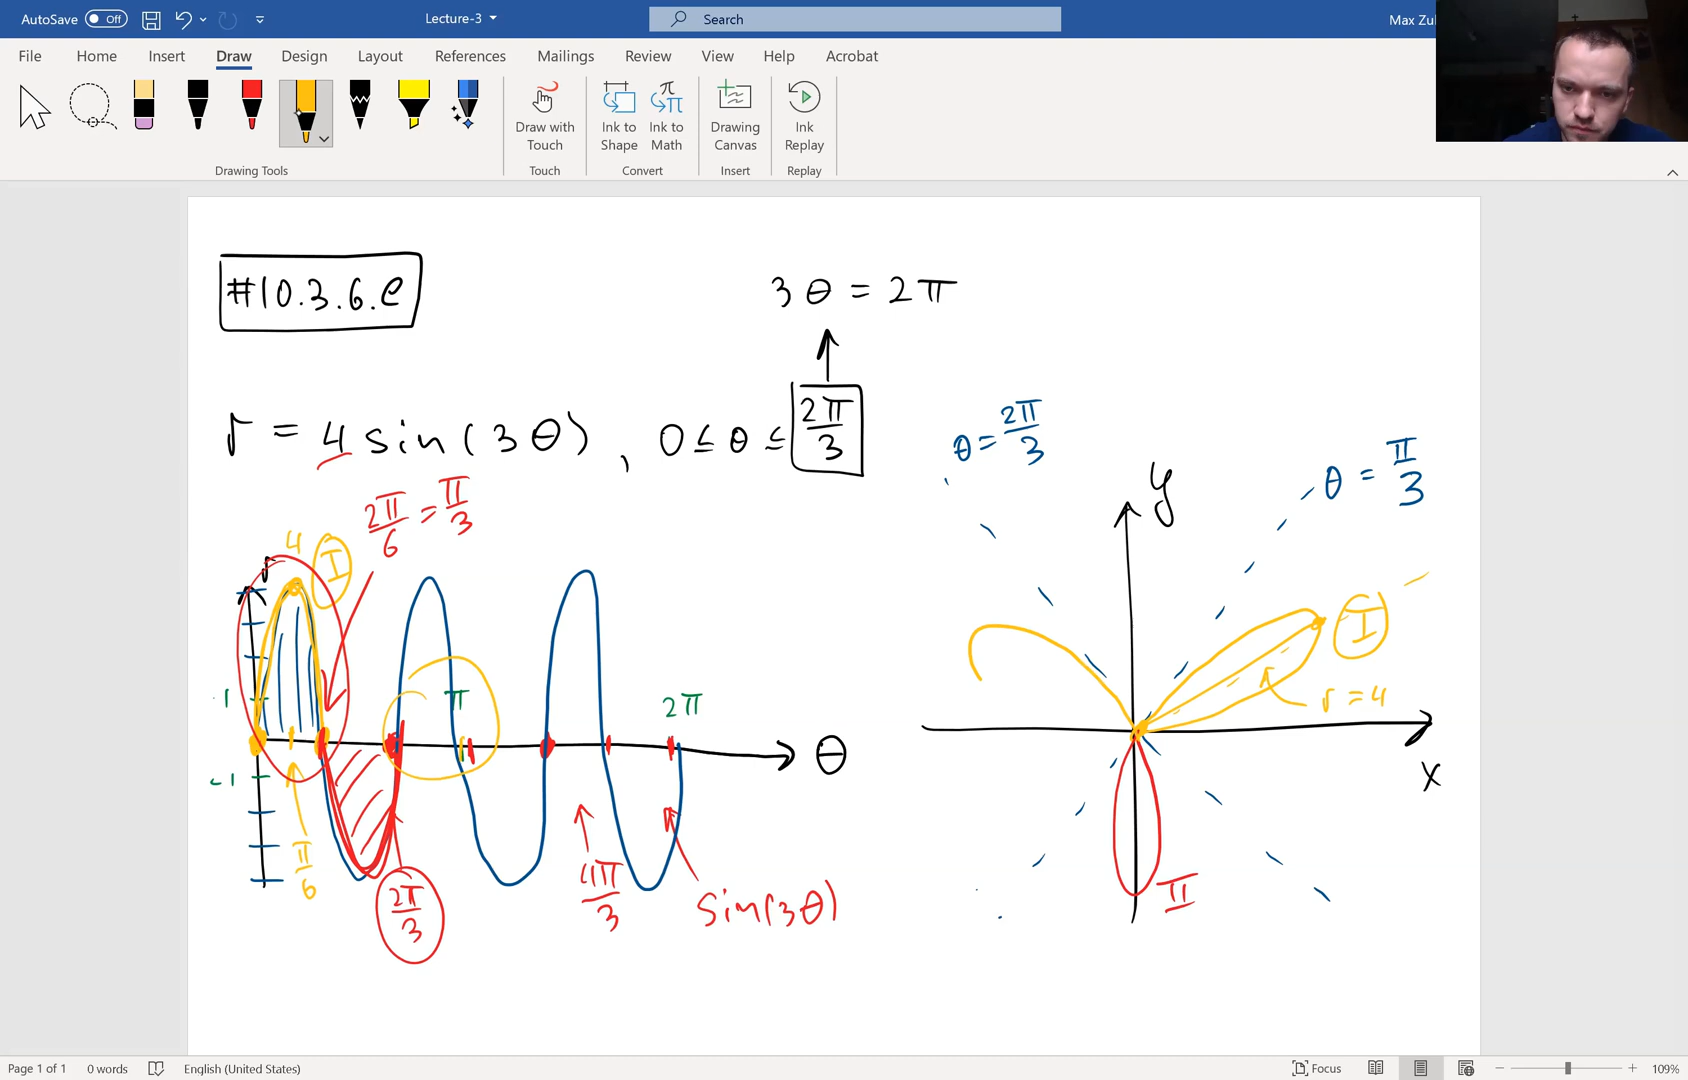 AutoSave Off Lecture-3 Search Max Zul
File Home Insert Draw Design Layout References Mailings Review View Help Acrobat
Draw with Touch Ink to Shape Ink to Math Drawing Canvas Ink Replay
Drawing Tools Touch Convert Insert Replay
#10.3.6.e
3θ = 2π
r = 4 sin(3θ), 0 ≤ θ ≤ 2π/3
θ = 2π/3
θ = π/3
y
2π/6 = π/3
4 I
r
I
r = 4
1
π
2π
θ
x
-1
π/6
2π/3
4π/3
sin(3θ)
II
Page 1 of 1 0 words English (United States) Focus 109%